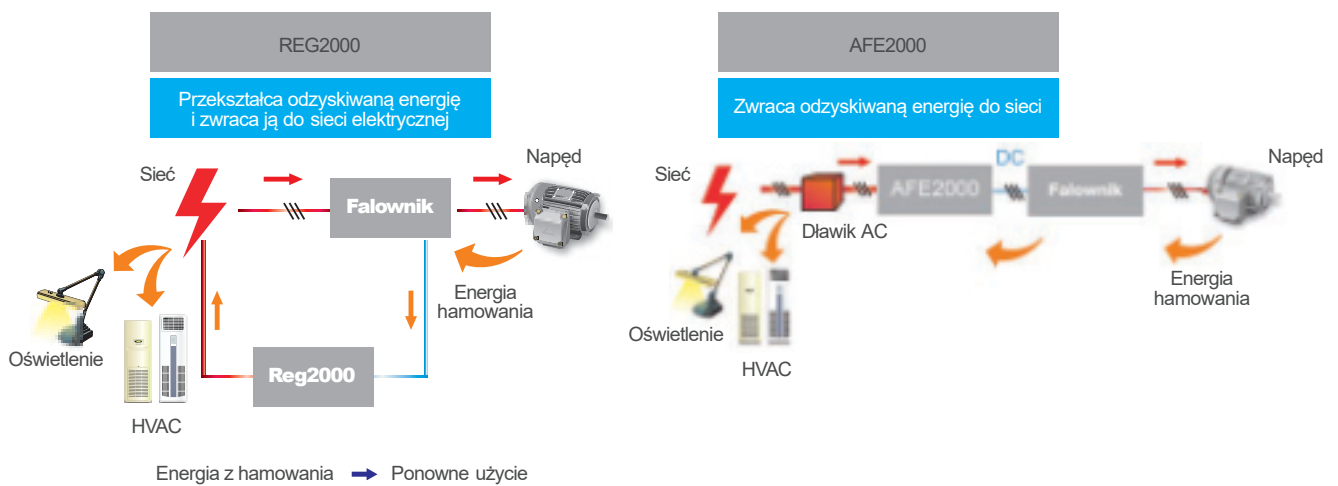 REG2000
Przekształca odzyskiwaną energię
i zwraca ją do sieci elektrycznej
Sieć
Napęd
Falownik
Energia
hamowania
Oświetlenie
Reg2000
HVAC
Energia z hamowania
Ponowne użycie
AFE2000
Zwraca odzyskiwaną energię do sieci
Sieć
DC
Napęd
AFE2000
Falownik
Dławik AC
Energia
hamowania
Oświetlenie
HVAC